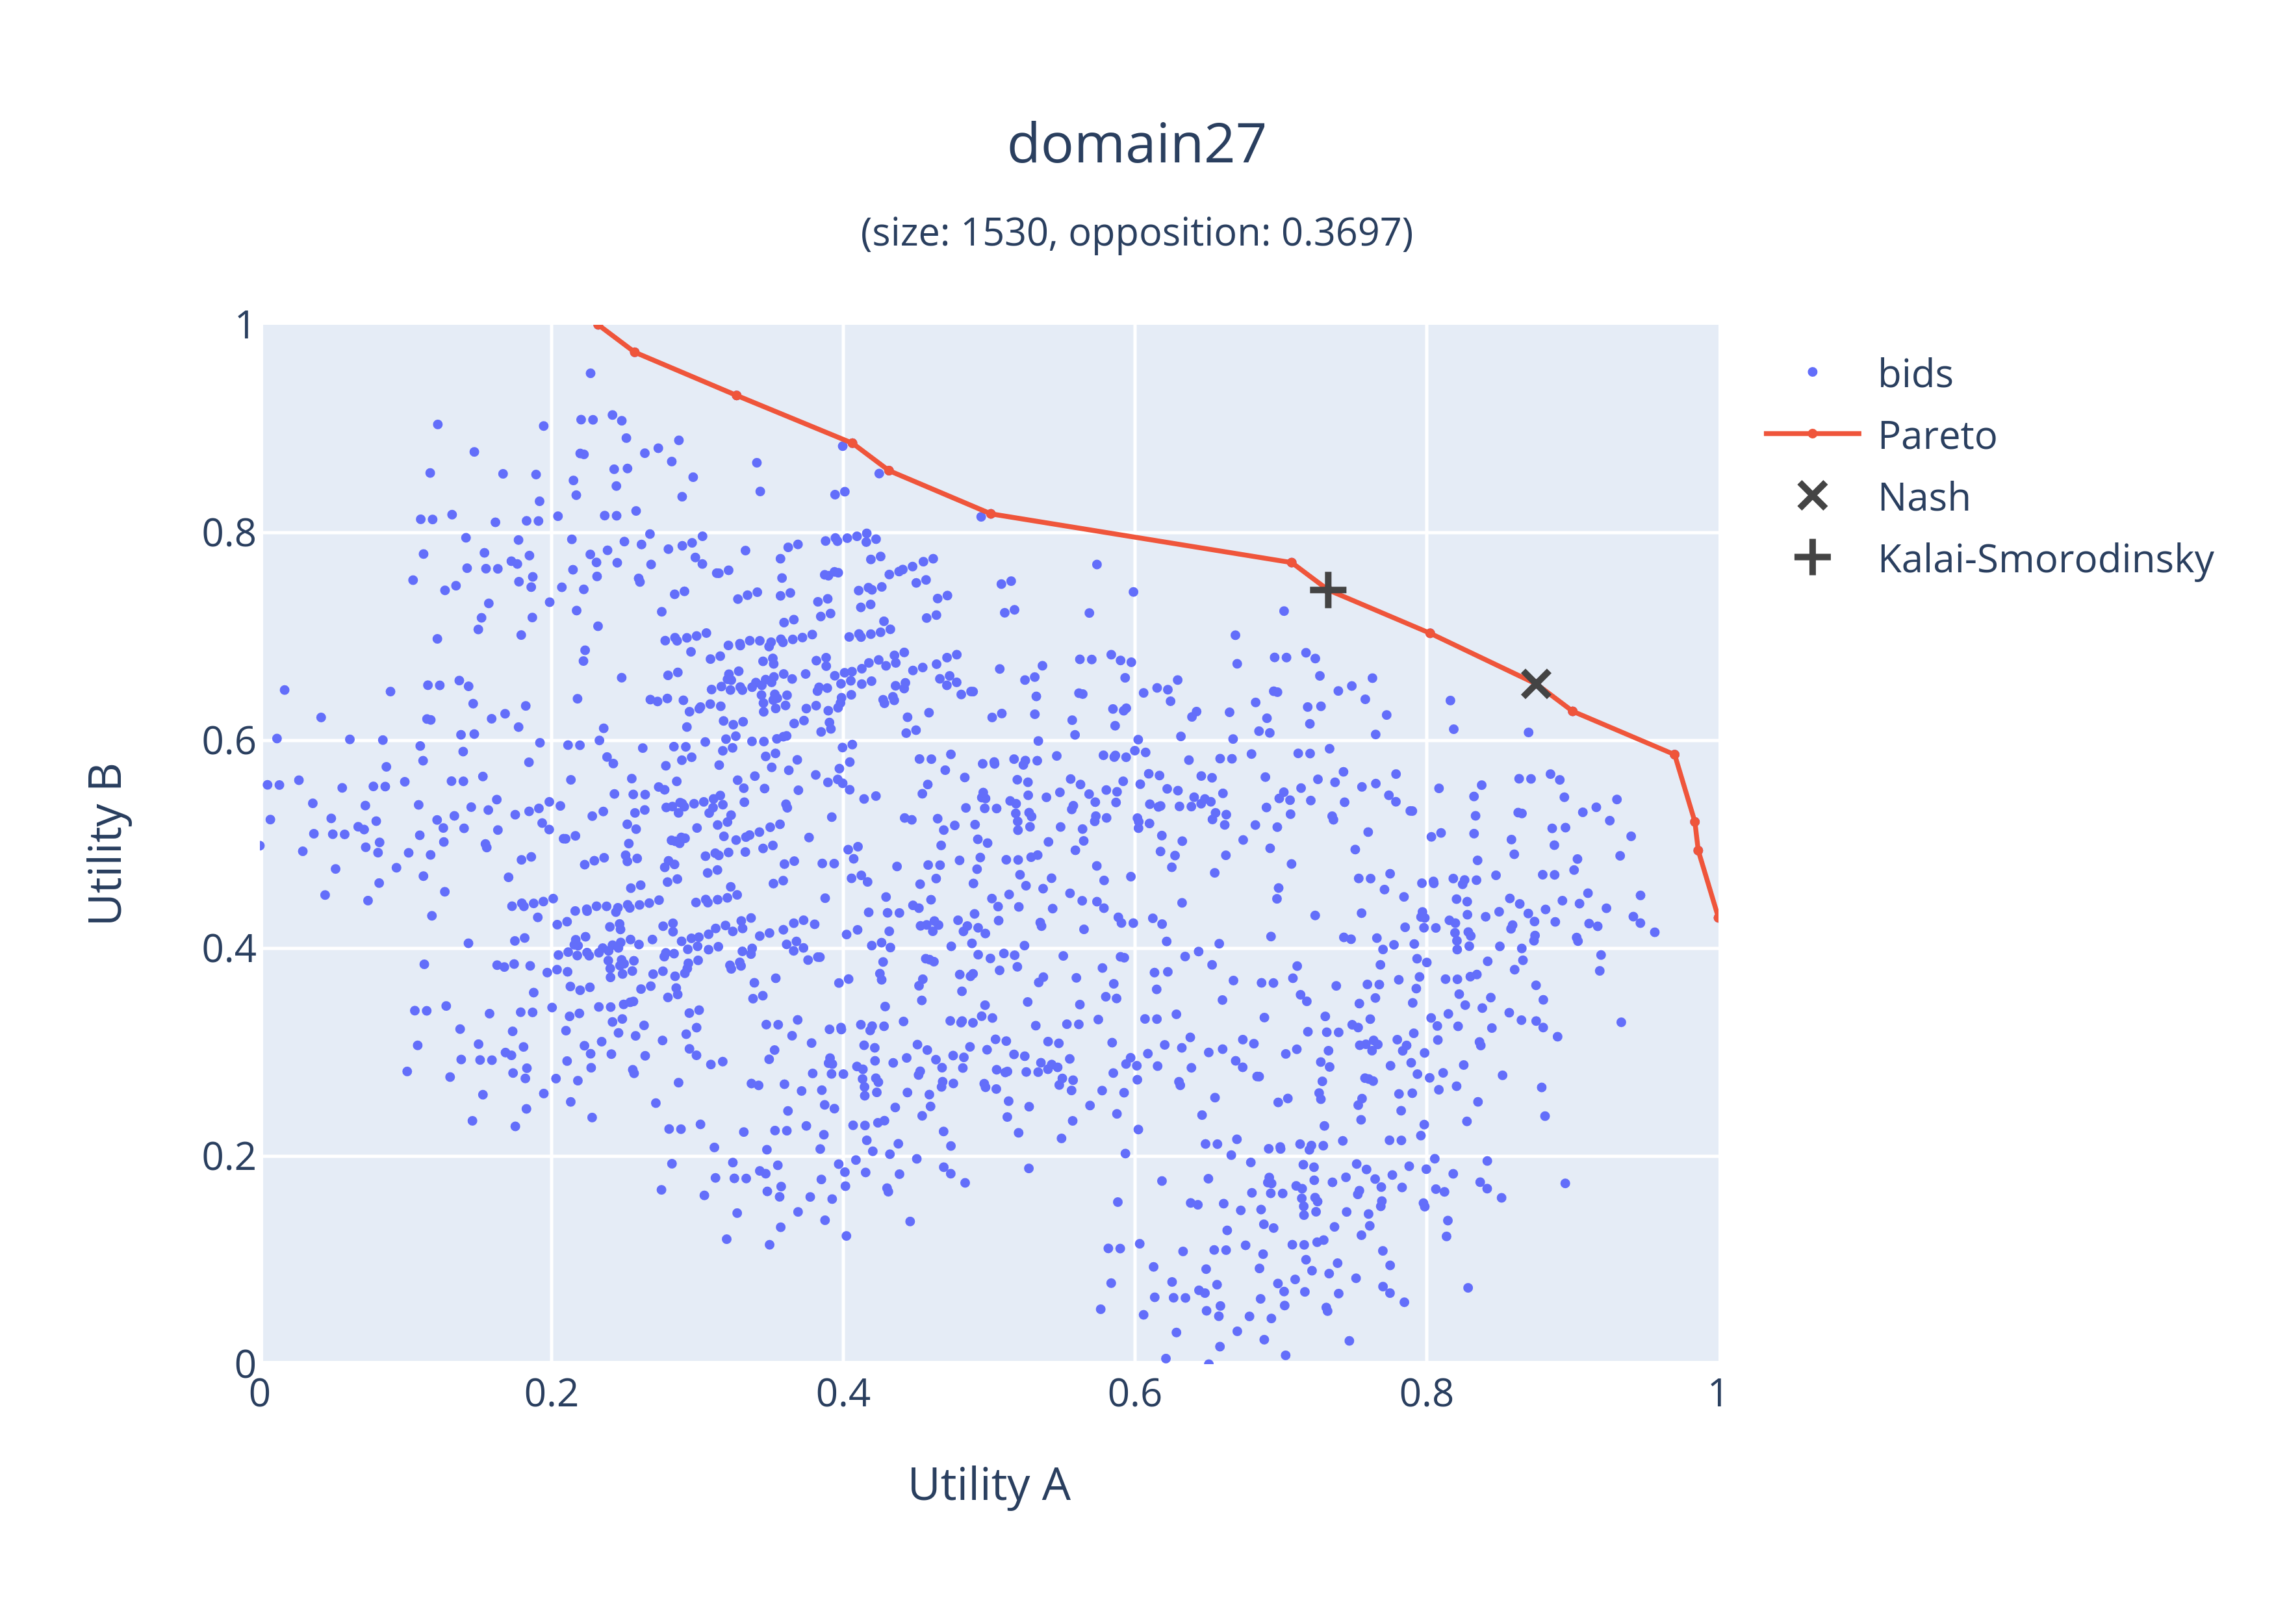 domain27
(size: 1530, opposition: 0.3697)
1
0.8
0.6
0.4
0.2
0
0
0.2
0.4
0.6
0.8
1
Utility B
Utility A
bids
Pareto
Nash
Kalai-Smorodinsky